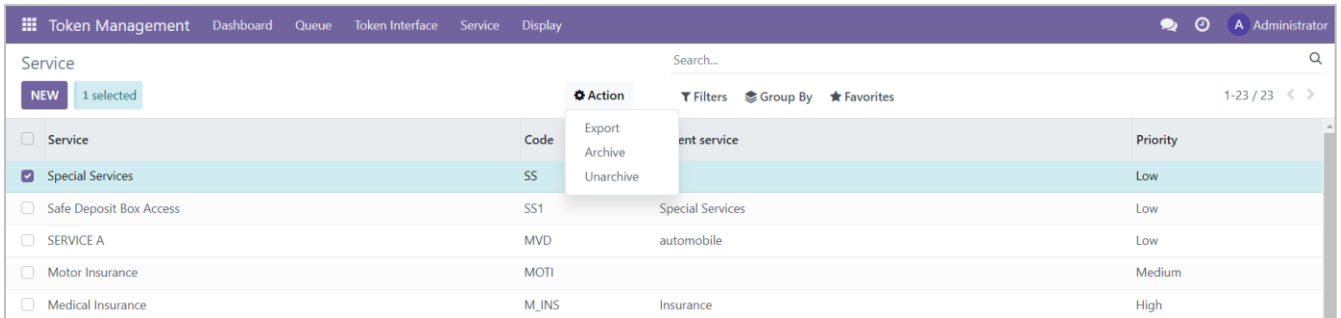 Token Management Dashboard Queue Token Interface Service Display A Administrator
Service Search...
NEW 1 selected Action Filters Group By Favorites 1-23 / 23
Export
Archive
Unarchive
Service Code ent service Priority
Special Services SS Low
Safe Deposit Box Access SS1 Special Services Low
SERVICE A MVD automobile Low
Motor Insurance MOTI Medium
Medical Insurance M_INS Insurance High